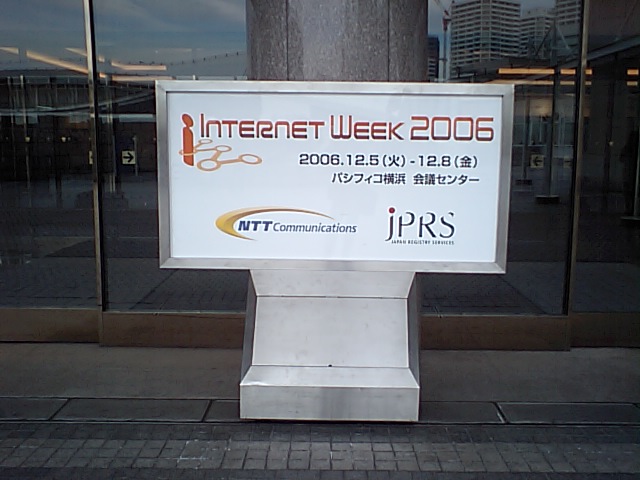 INTERNET WEEK 2006
2006.12.5(火)-12.8(金)
パシフィコ横浜 会議センター
NTT Communications
JPRS
JAPAN REGISTRY SERVICES